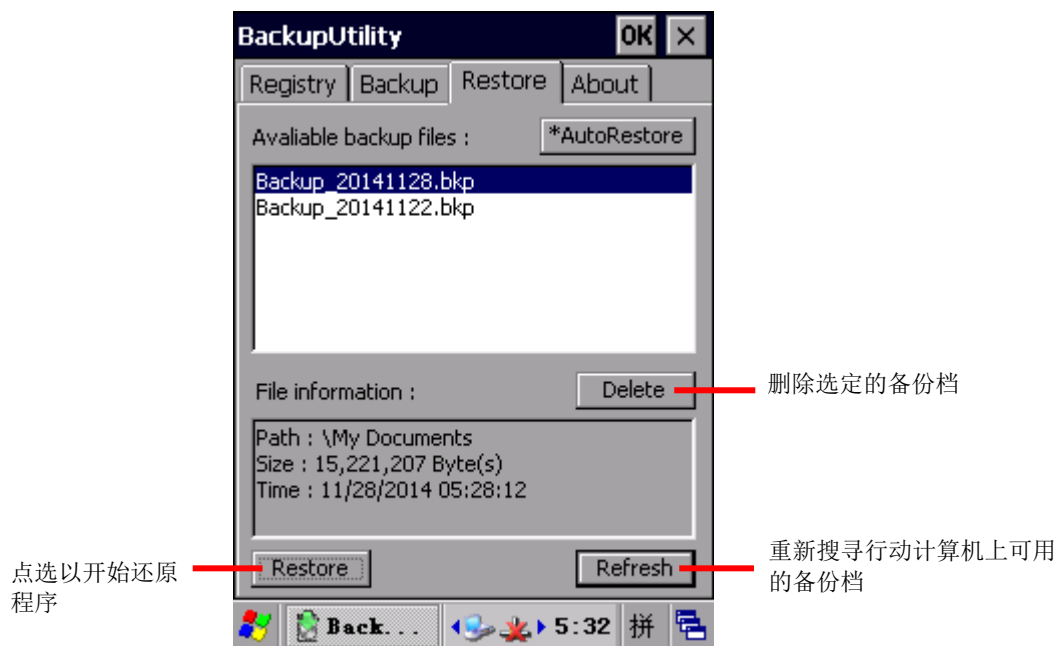 BackupUtility
OK
Registry
Backup
Restore
About
Avaliable backup files :
*AutoRestore
Backup_20141128.bkp
Backup_20141122.bkp
File information :
Delete
删除选定的备份档
Path : \My Documents
Size : 15,221,207 Byte(s)
Time : 11/28/2014 05:28:12
点选以开始还原
程序
Restore
Refresh
重新搜寻行动计算机上可用
的备份档
Back...
5:32
拼